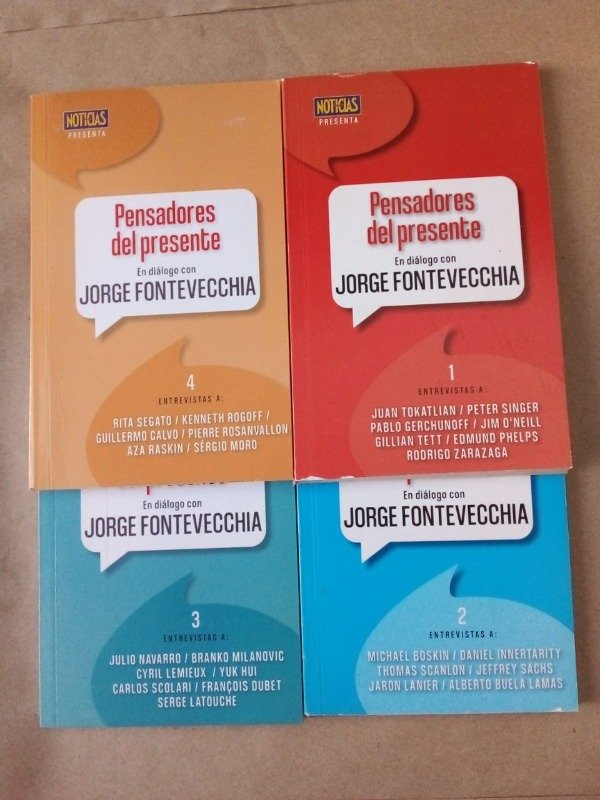 NOTICIAS
PRESENTA
Pensadores
del presente
En diálogo con
JORGE FONTEVECCHIA
4
ENTREVISTAS A:
RITA SEGATO / KENNETH ROGOFF /
GUILLERMO CALVO / PIERRE ROSANVALLON
AZA RASKIN / SÉRGIO MORO
NOTICIAS
PRESENTA
Pensadores
del presente
En diálogo con
JORGE FONTEVECCHIA
1
ENTREVISTAS A:
JUAN TOKATLIAN / PETER SINGER
PABLO GERCHUNOFF / JIM O'NEILL
GILLIAN TETT / EDMUND PHELPS
RODRIGO ZARAZAGA
En diálogo con
JORGE FONTEVECCHIA
3
ENTREVISTAS A:
JULIO NAVARRO / BRANKO MILANOVIC
CYRIL LEMIEUX / YUK HUI
CARLOS SCOLARI / FRANÇOIS DUBET
SERGE LATOUCHE
En diálogo con
JORGE FONTEVECCHIA
2
ENTREVISTAS A:
MICHAEL BOSKIN / DANIEL INNERTARITY
THOMAS SCANLON / JEFFREY SACHS
JARON LANIER / ALBERTO BUELA LAMAS